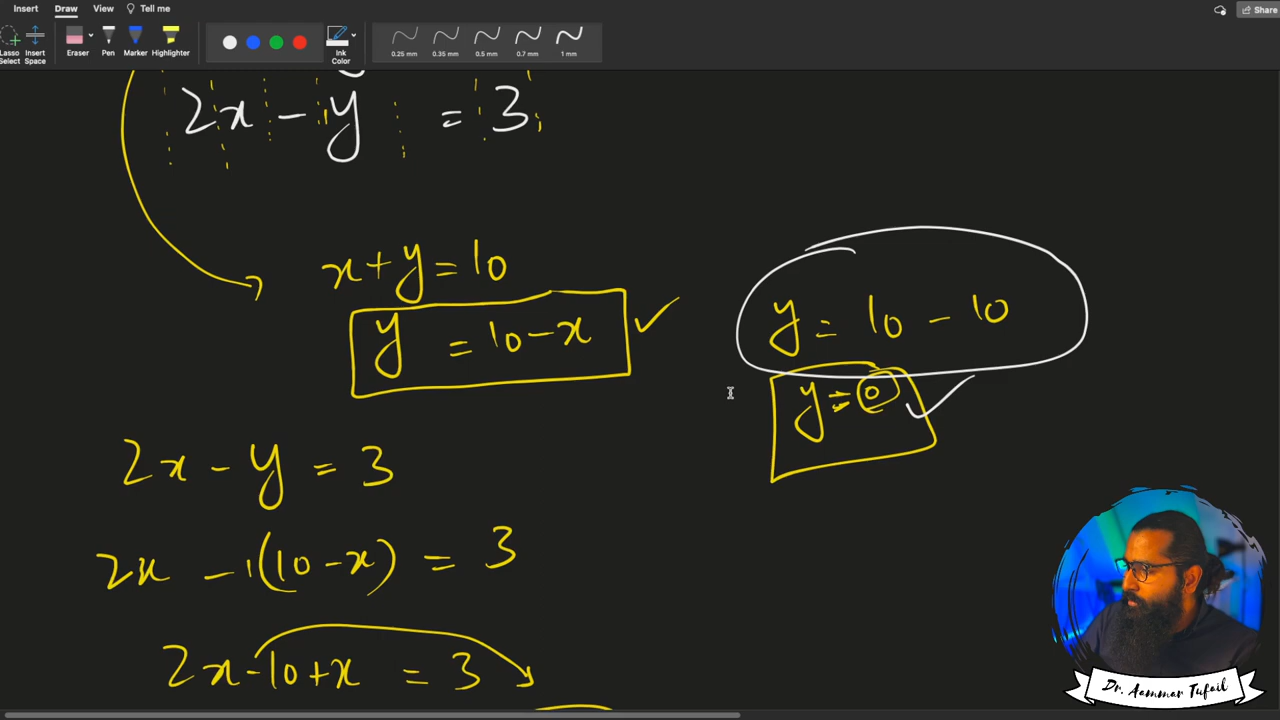 Insert Draw View Tell me Share
Lasso Select Insert Space Eraser Pen Marker Highlighter Ink Color 0.25 mm 0.35 mm 0.5 mm 0.7 mm 1 mm
2x - y = 3
x + y = 10
y = 10 - x
y = 10 - 10
y = 0
2x - y = 3
2x - 1(10 - x) = 3
2x - 10 + x = 3
Dr. Aammar Tufail